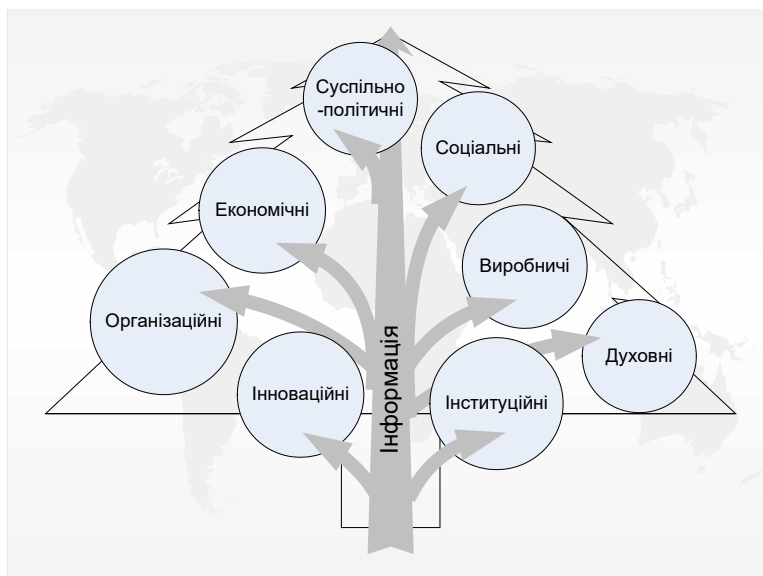 Суспільно
-політичні
Соціальні
Економічні
Виробничі
Організаційні
Духовні
Інноваційні
Інституційні
Інформація